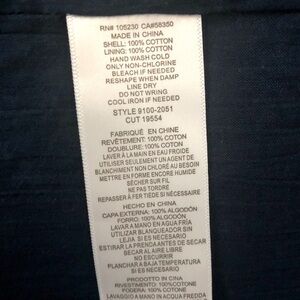 RN# 105230 CA#58350
MADE IN CHINA
SHELL: 100% COTTON
LINING: 100% COTTON
HAND WASH COLD
ONLY NON-CHLORINE
BLEACH IF NEEDED
RESHAPE WHEN DAMP
LINE DRY
DO NOT WRING
COOL IRON IF NEEDED
STYLE 9100-2051
CUT 19554
FABRIQUÉ EN CHINE
REVÊTEMENT: 100% COTON
DOUBLURE: 100% COTON
LAVER À LA MAIN EN EAU FROIDE
UTILISER SEULEMENT UN AGENT DE
BLANCHIMENT NON CHLORÉ AU BESOIN
METTRE EN FORME ENCORE HUMIDE
SÉCHER SUR FIL
NE PAS TORDRE
REPASSER À FER TIÈDE SI NÉCESSAIRE
HECHO EN CHINA
CAPA EXTERNA: 100% ALGODÓN
FORRO: 100% ALGODÓN
LAVAR A MANO EN AGUA FRÍA
UTILIZAR BLANQUEADOR SIN
LEJIA SI ES NECESARIO
ESTIRAR LA PRENDA ANTES DE SECAR
SECAR AL AIRE LIBRE
NO ESCURRIR
PLANCHAR A BAJA TEMPERATURA
SI ES NECESARIO
PRODOTTO IN CINA
RIVESTIMENTO: 100% COTONE
FODERA: 100% COTONE
LAVAGGIO A MANO IN ACQUA FREDDA